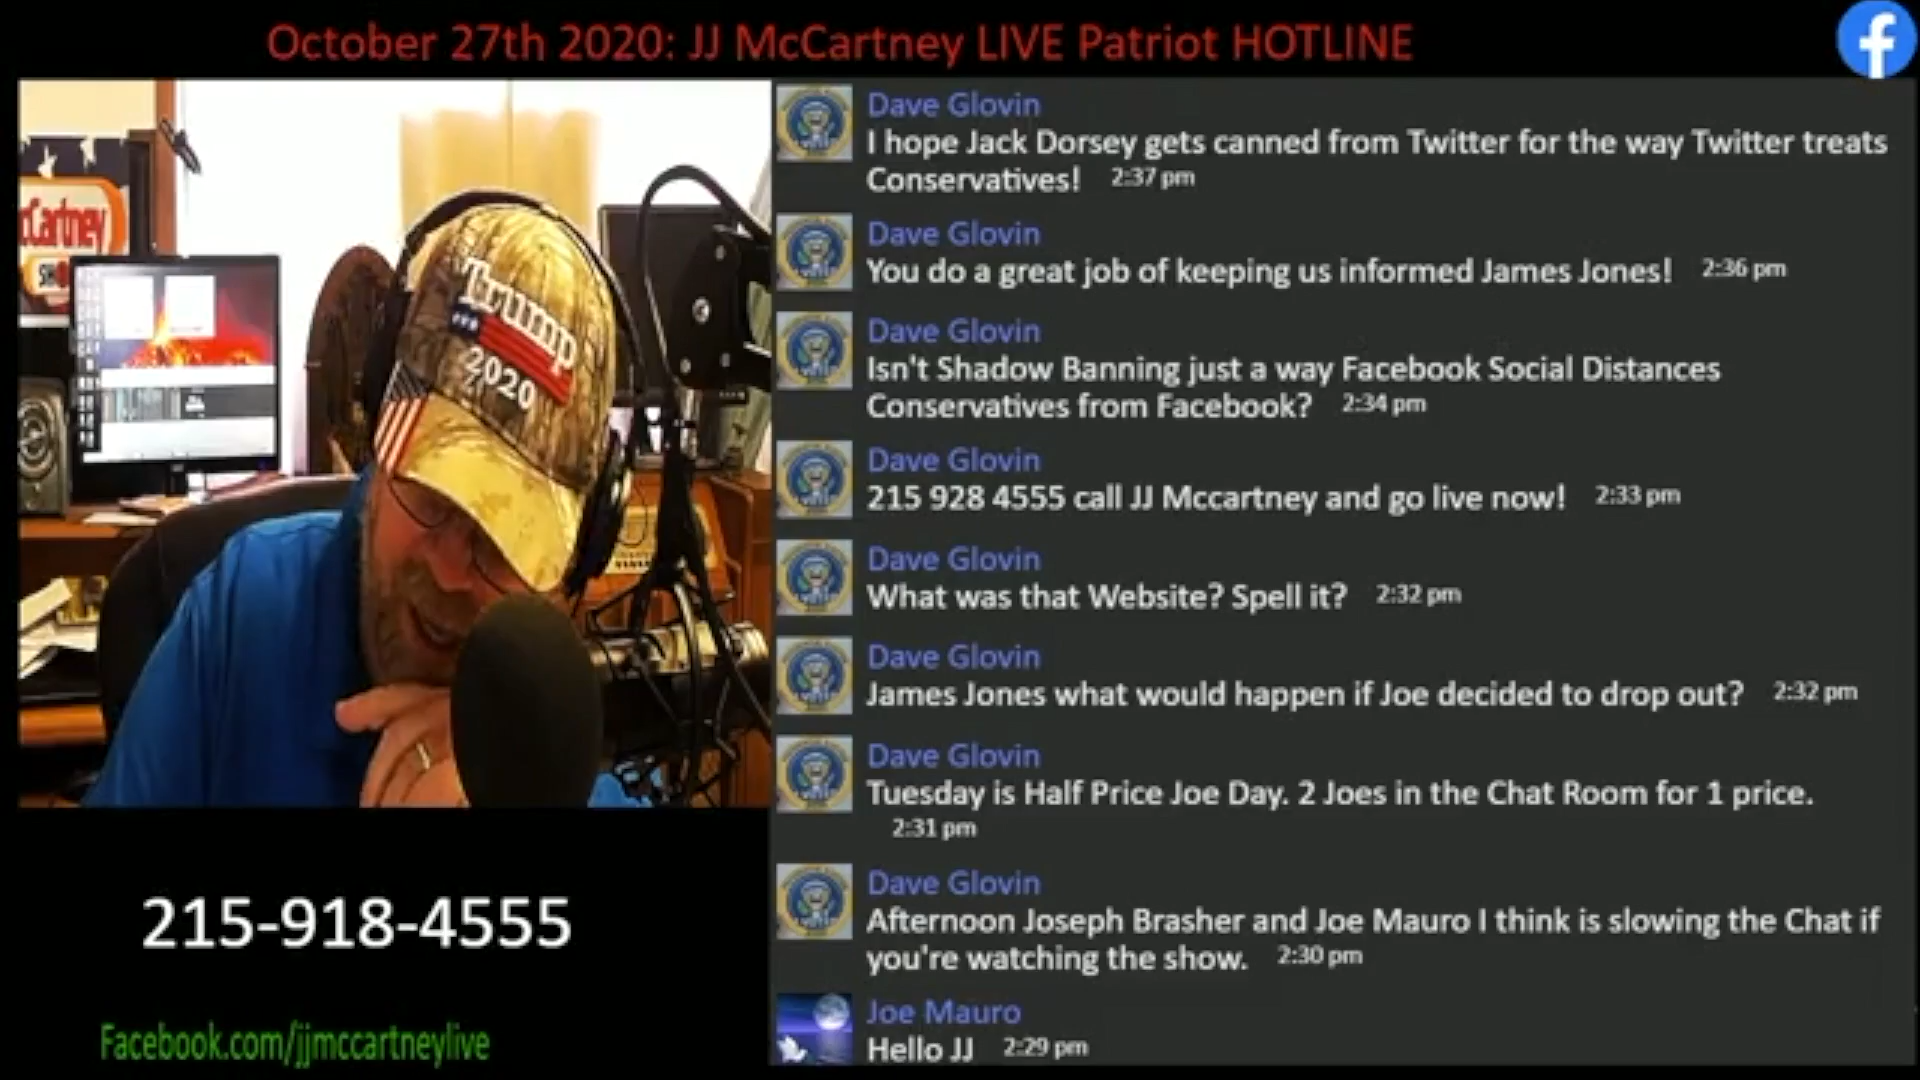 October 27th 2020: JJ McCartney LIVE Patriot HOTLINE
cCartney
SH
Trump
2020
215-918-4555
Facebook.com/jjmccartneylive
Dave Glovin
I hope Jack Dorsey gets canned from Twitter for the way Twitter treats
Conservatives! 2:37 pm
Dave Glovin
You do a great job of keeping us informed James Jones! 2:36 pm
Dave Glovin
Isn't Shadow Banning just a way Facebook Social Distances
Conservatives from Facebook? 2:34 pm
Dave Glovin
215 928 4555 call JJ Mccartney and go live now! 2:33 pm
Dave Glovin
What was that Website? Spell it? 2:32 pm
Dave Glovin
James Jones what would happen if Joe decided to drop out? 2:32 pm
Dave Glovin
Tuesday is Half Price Joe Day. 2 Joes in the Chat Room for 1 price.
2:31 pm
Dave Glovin
Afternoon Joseph Brasher and Joe Mauro I think is slowing the Chat if
you're watching the show. 2:30 pm
Joe Mauro
Hello JJ 2:29 pm